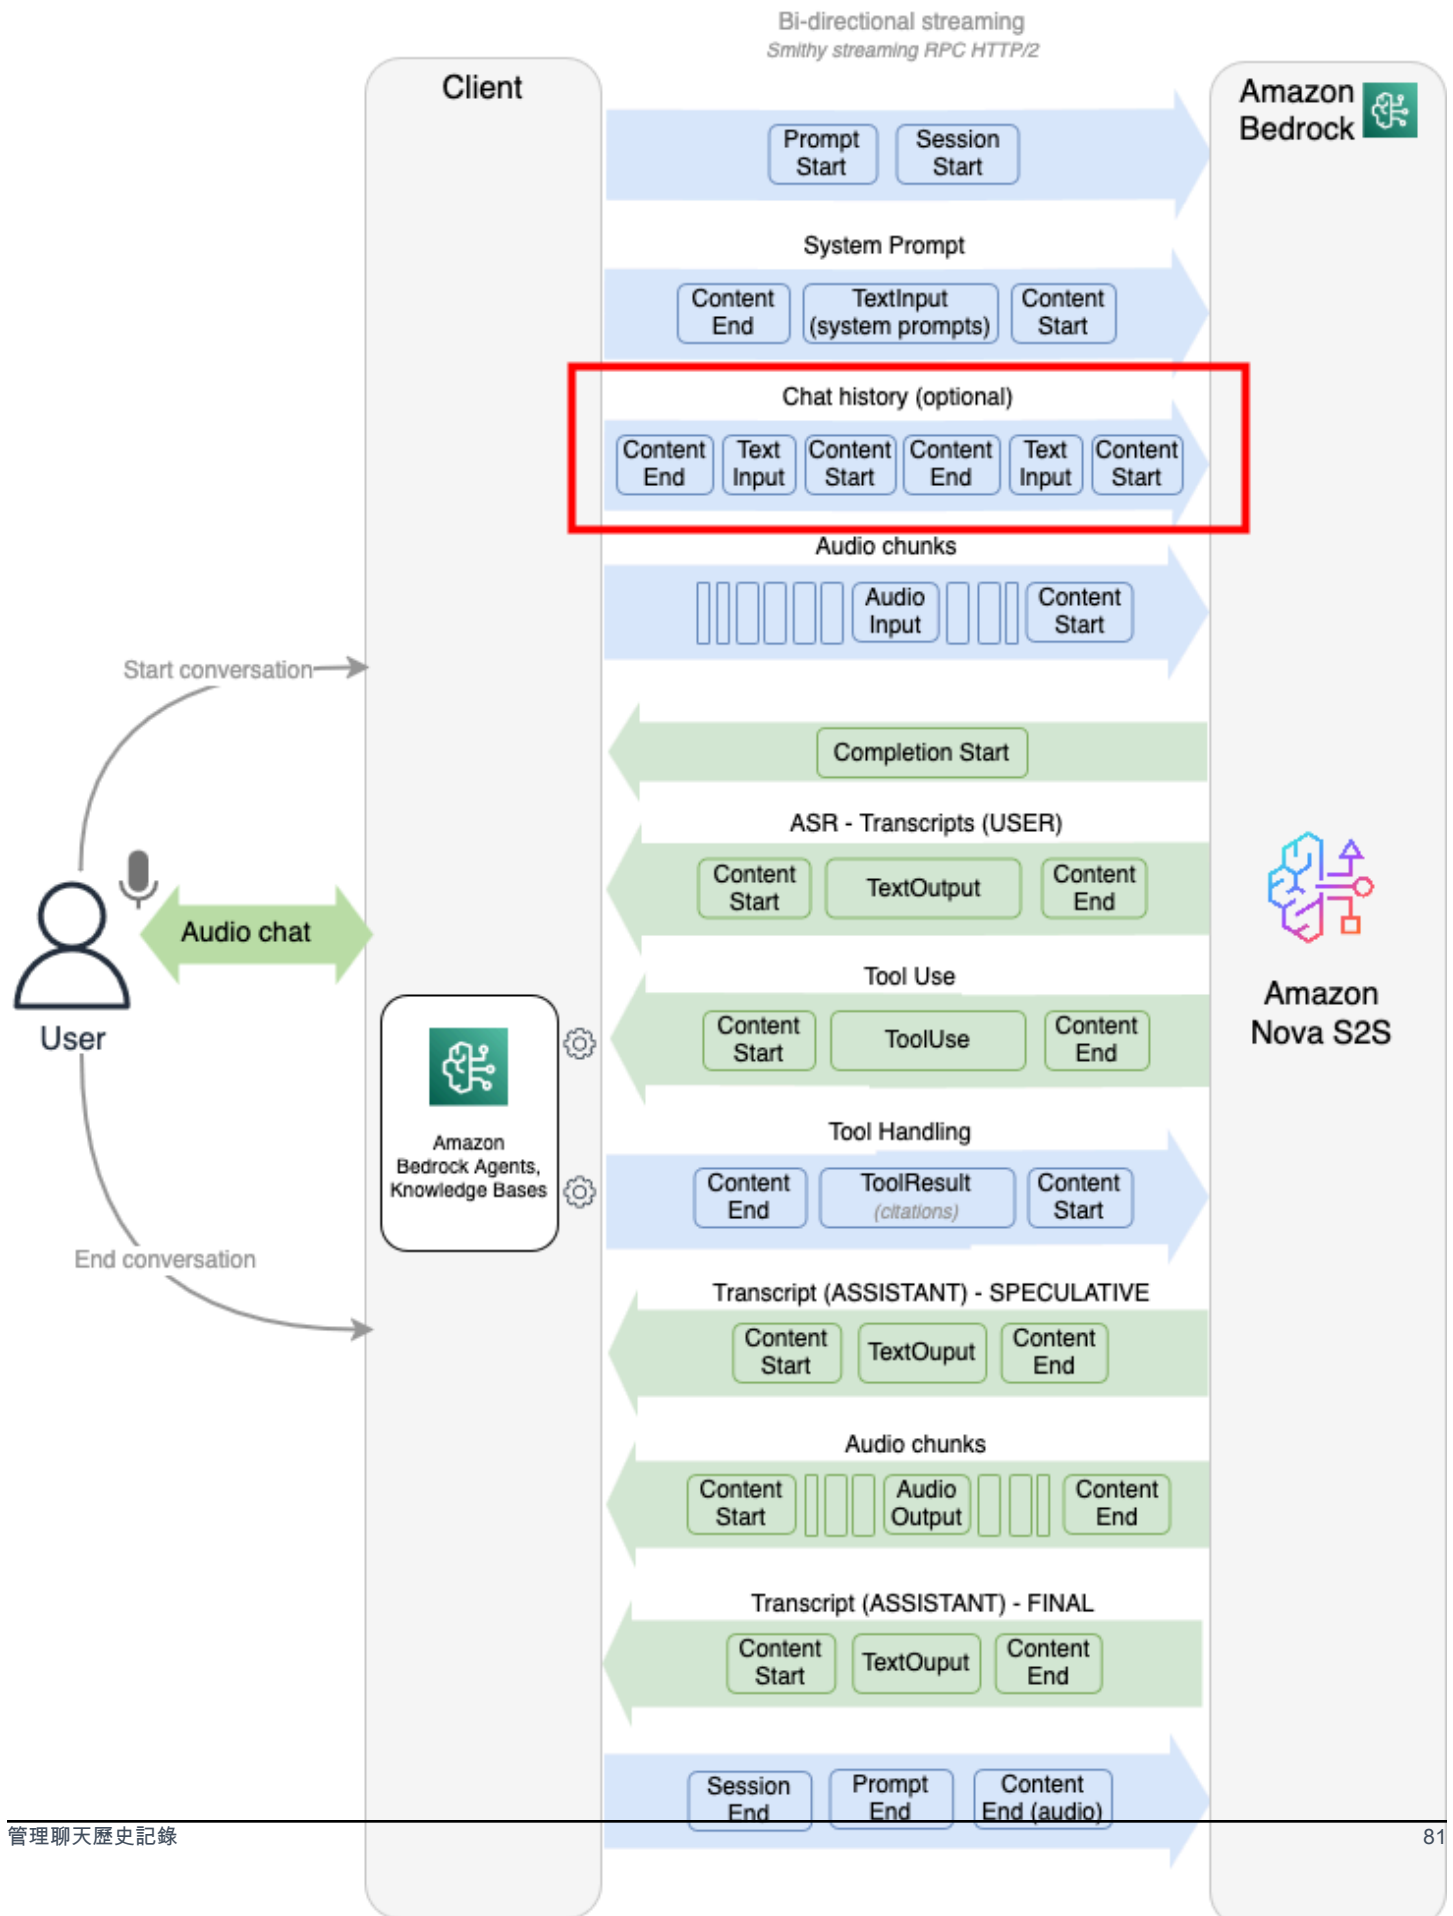 Bi-directional streaming
Smithy streaming RPC HTTP/2
Client
Amazon
Bedrock
Prompt
Start
Session
Start
System Prompt
Content
End
TextInput
(system prompts)
Content
Start
Chat history (optional)
Content
End
Text
Input
Content
Start
Content
End
Text
Input
Content
Start
Audio chunks
Audio
Input
Content
Start
Start conversation
Completion Start
ASR - Transcripts (USER)
Content
Start
TextOutput
Content
End
Audio chat
User
Tool Use
Content
Start
ToolUse
Content
End
Amazon
Nova S2S
Amazon
Bedrock Agents,
Knowledge Bases
Tool Handling
Content
End
ToolResult
(citations)
Content
Start
End conversation
Transcript (ASSISTANT) - SPECULATIVE
Content
Start
TextOuput
Content
End
Audio chunks
Content
Start
Audio
Output
Content
End
Transcript (ASSISTANT) - FINAL
Content
Start
TextOuput
Content
End
Session
End
Prompt
End
Content
End (audio)
管理聊天歷史記錄
81